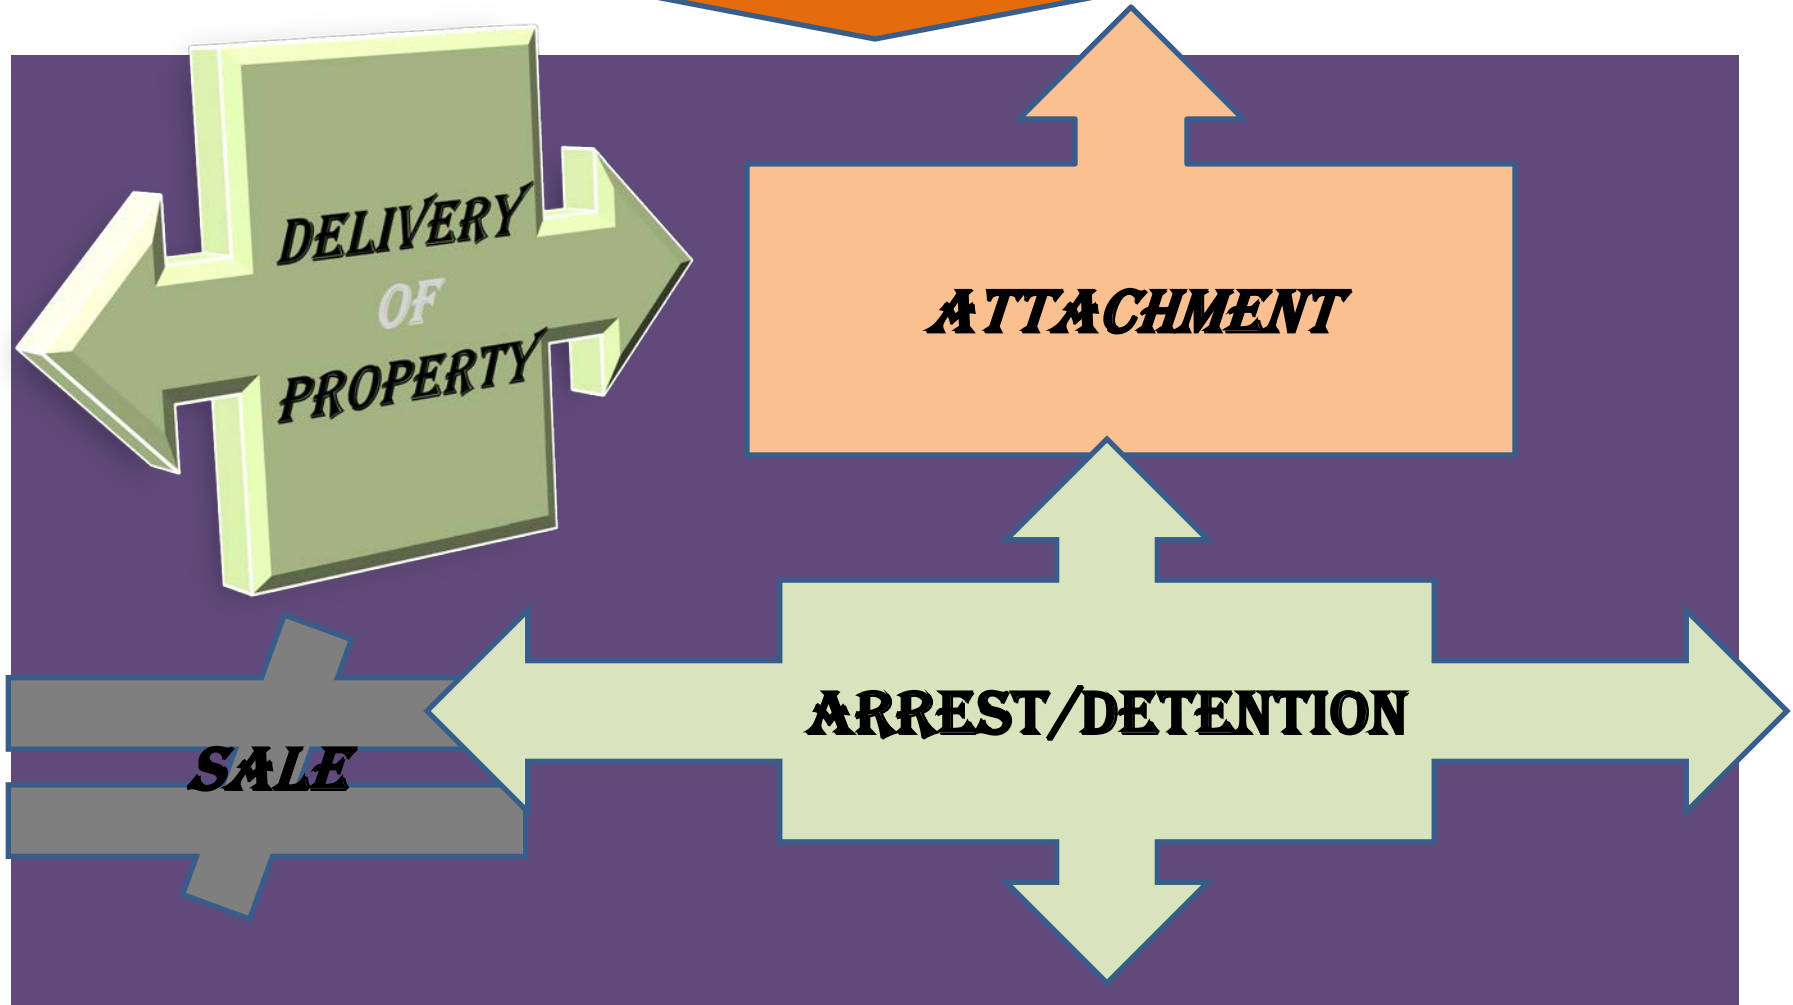 DELIVERY
OF
PROPERTY
ATTACHMENT
SALE
ARREST/DETENTION